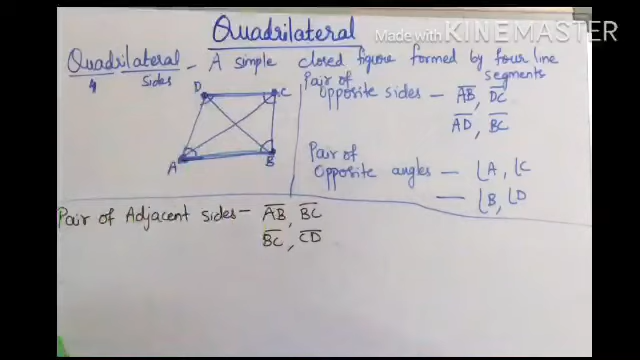 Quadrilateral
Made with KINEMASTER
Quadrilateral - A simple closed figure formed by four line segments
4 sides
D C
A B
Pair of
Opposite sides - AB, DC
AD, BC
Pair of
Opposite angles - ∠A, ∠C
- ∠B, ∠D
Pair of Adjacent sides - AB, BC
BC, CD